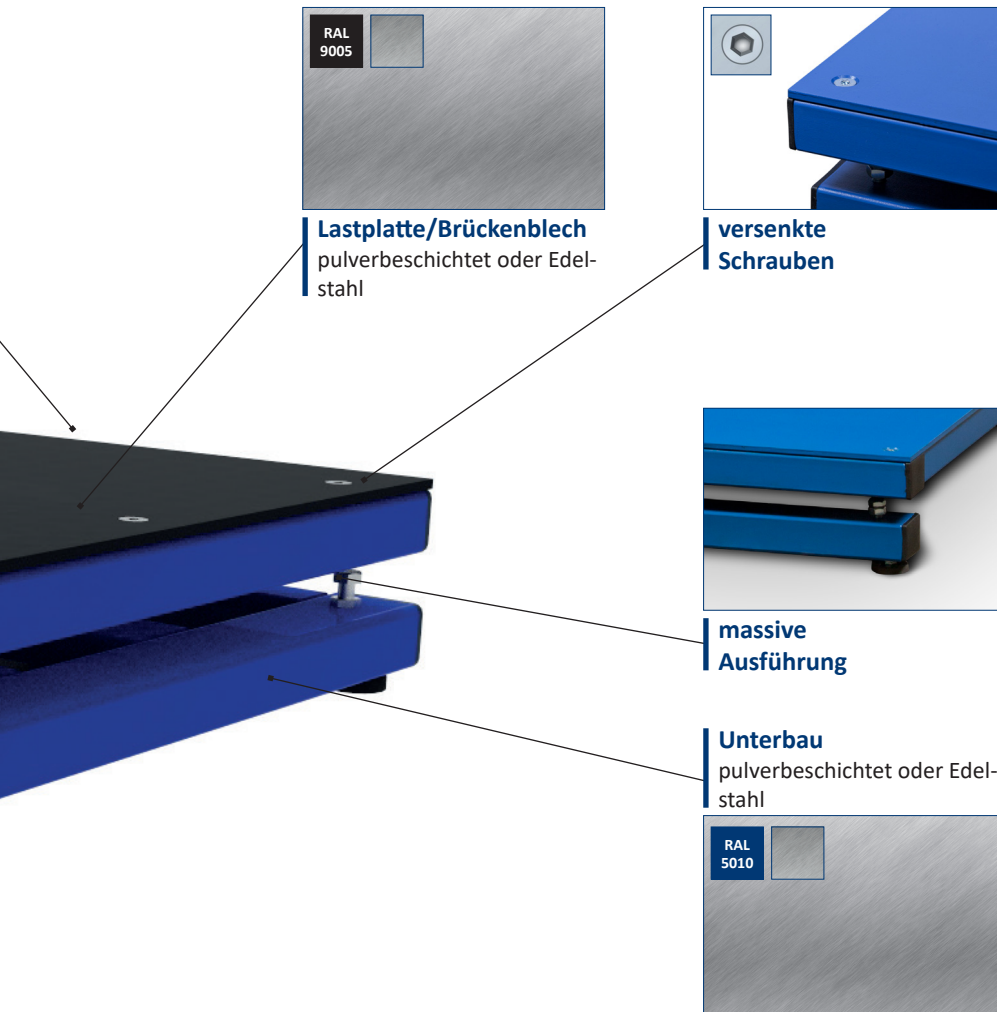 RAL
9005
Lastplatte/Brückenblech
pulverbeschichtet oder Edel-
stahl
versenkte
Schrauben
massive
Ausführung
Unterbau
pulverbeschichtet oder Edel-
stahl
RAL
5010